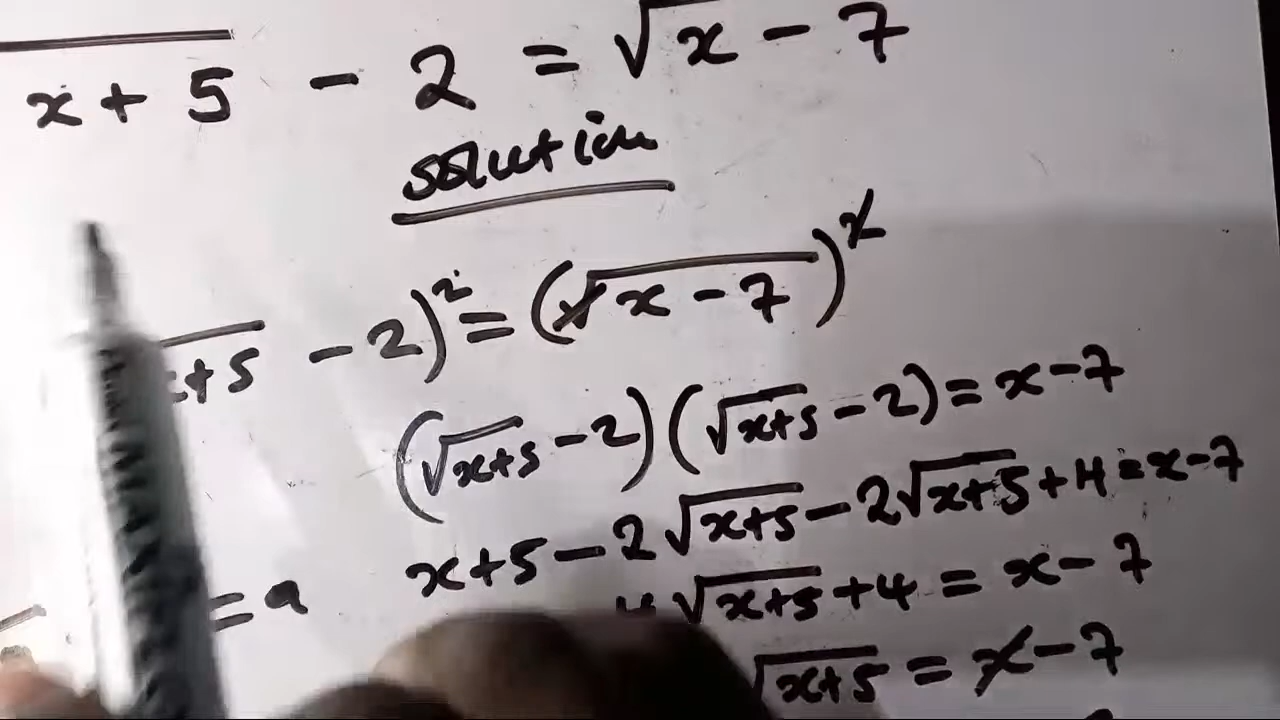 x + 5 - 2 = √x - 7
solution
x+5 - 2)² = (√x - 7)²
(√x+5 - 2)(√x+5 - 2) = x - 7
x+5 - 2√x+5 - 2√x+5 + 4 = x - 7
= a
√x+5 + 4 = x - 7
√x+5 = x - 7